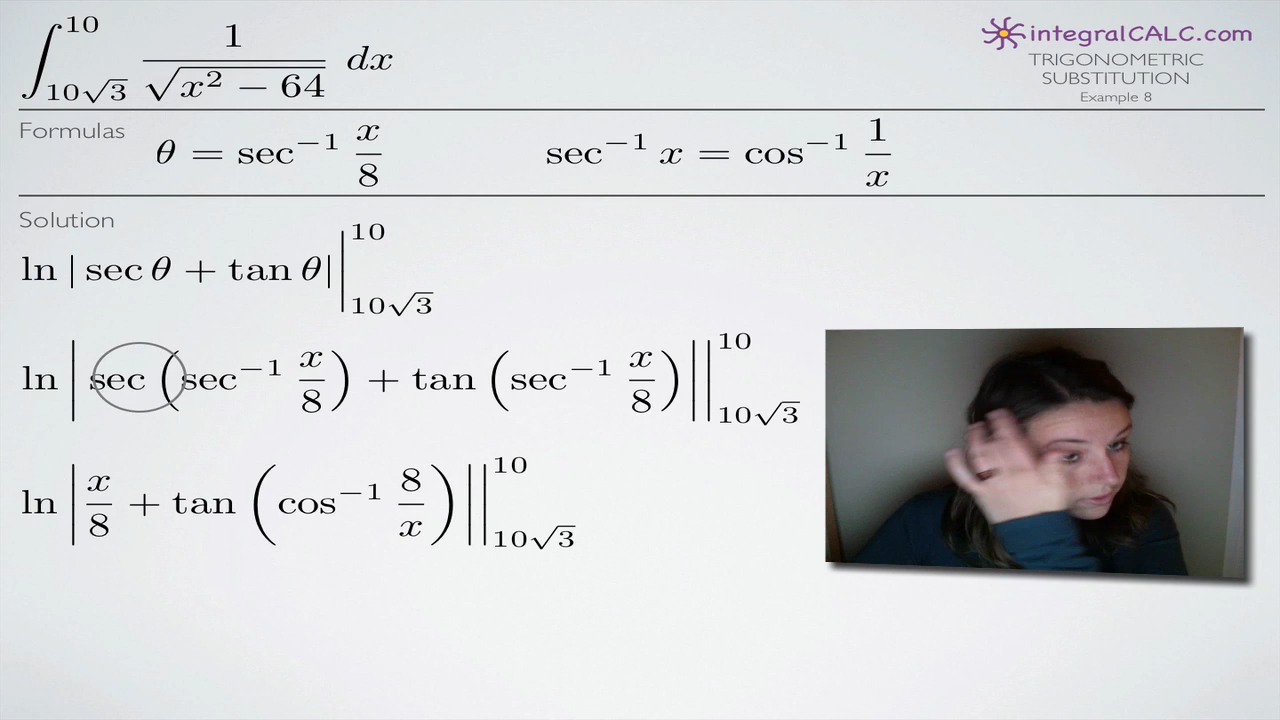 ∫_{10√3}^{10} 1/√(x² − 64) dx
integralCALC.com
TRIGONOMETRIC
SUBSTITUTION
Example 8
Formulas
θ = sec⁻¹ x/8
sec⁻¹ x = cos⁻¹ 1/x
Solution
ln | sec θ + tan θ| |_{10√3}^{10}
ln | sec (sec⁻¹ x/8) + tan (sec⁻¹ x/8) | |_{10√3}^{10}
ln | x/8 + tan (cos⁻¹ 8/x) | |_{10√3}^{10}